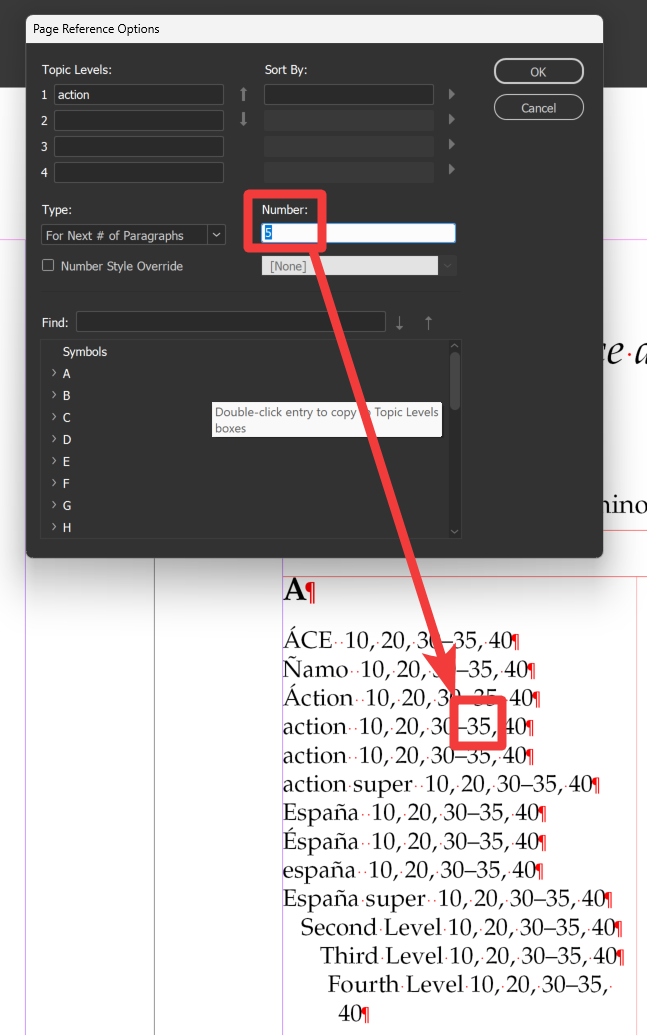 Page Reference Options
Topic Levels:
Sort By:
OK
1 action
2
Cancel
3
4
Type:
Number:
For Next # of Paragraphs
5
Number Style Override
[None]
Find:
Symbols
A
B
C
Double-click entry to copy to Topic Levels
boxes
D
E
F
G
H
A¶
ÁCE 10, 20, 30–35, 40¶
Ñamo 10, 20, 30–35, 40¶
Áction 10, 20, 30–35, 40¶
action 10, 20, 30–35, 40¶
action 10, 20, 30–35, 40¶
action super 10, 20, 30–35, 40¶
España 10, 20, 30–35, 40¶
Éspaña 10, 20, 30–35, 40¶
españa 10, 20, 30–35, 40¶
España super 10, 20, 30–35, 40¶
Second Level 10, 20, 30–35, 40¶
Third Level 10, 20, 30–35, 40¶
Fourth Level 10, 20, 30–35,
40¶